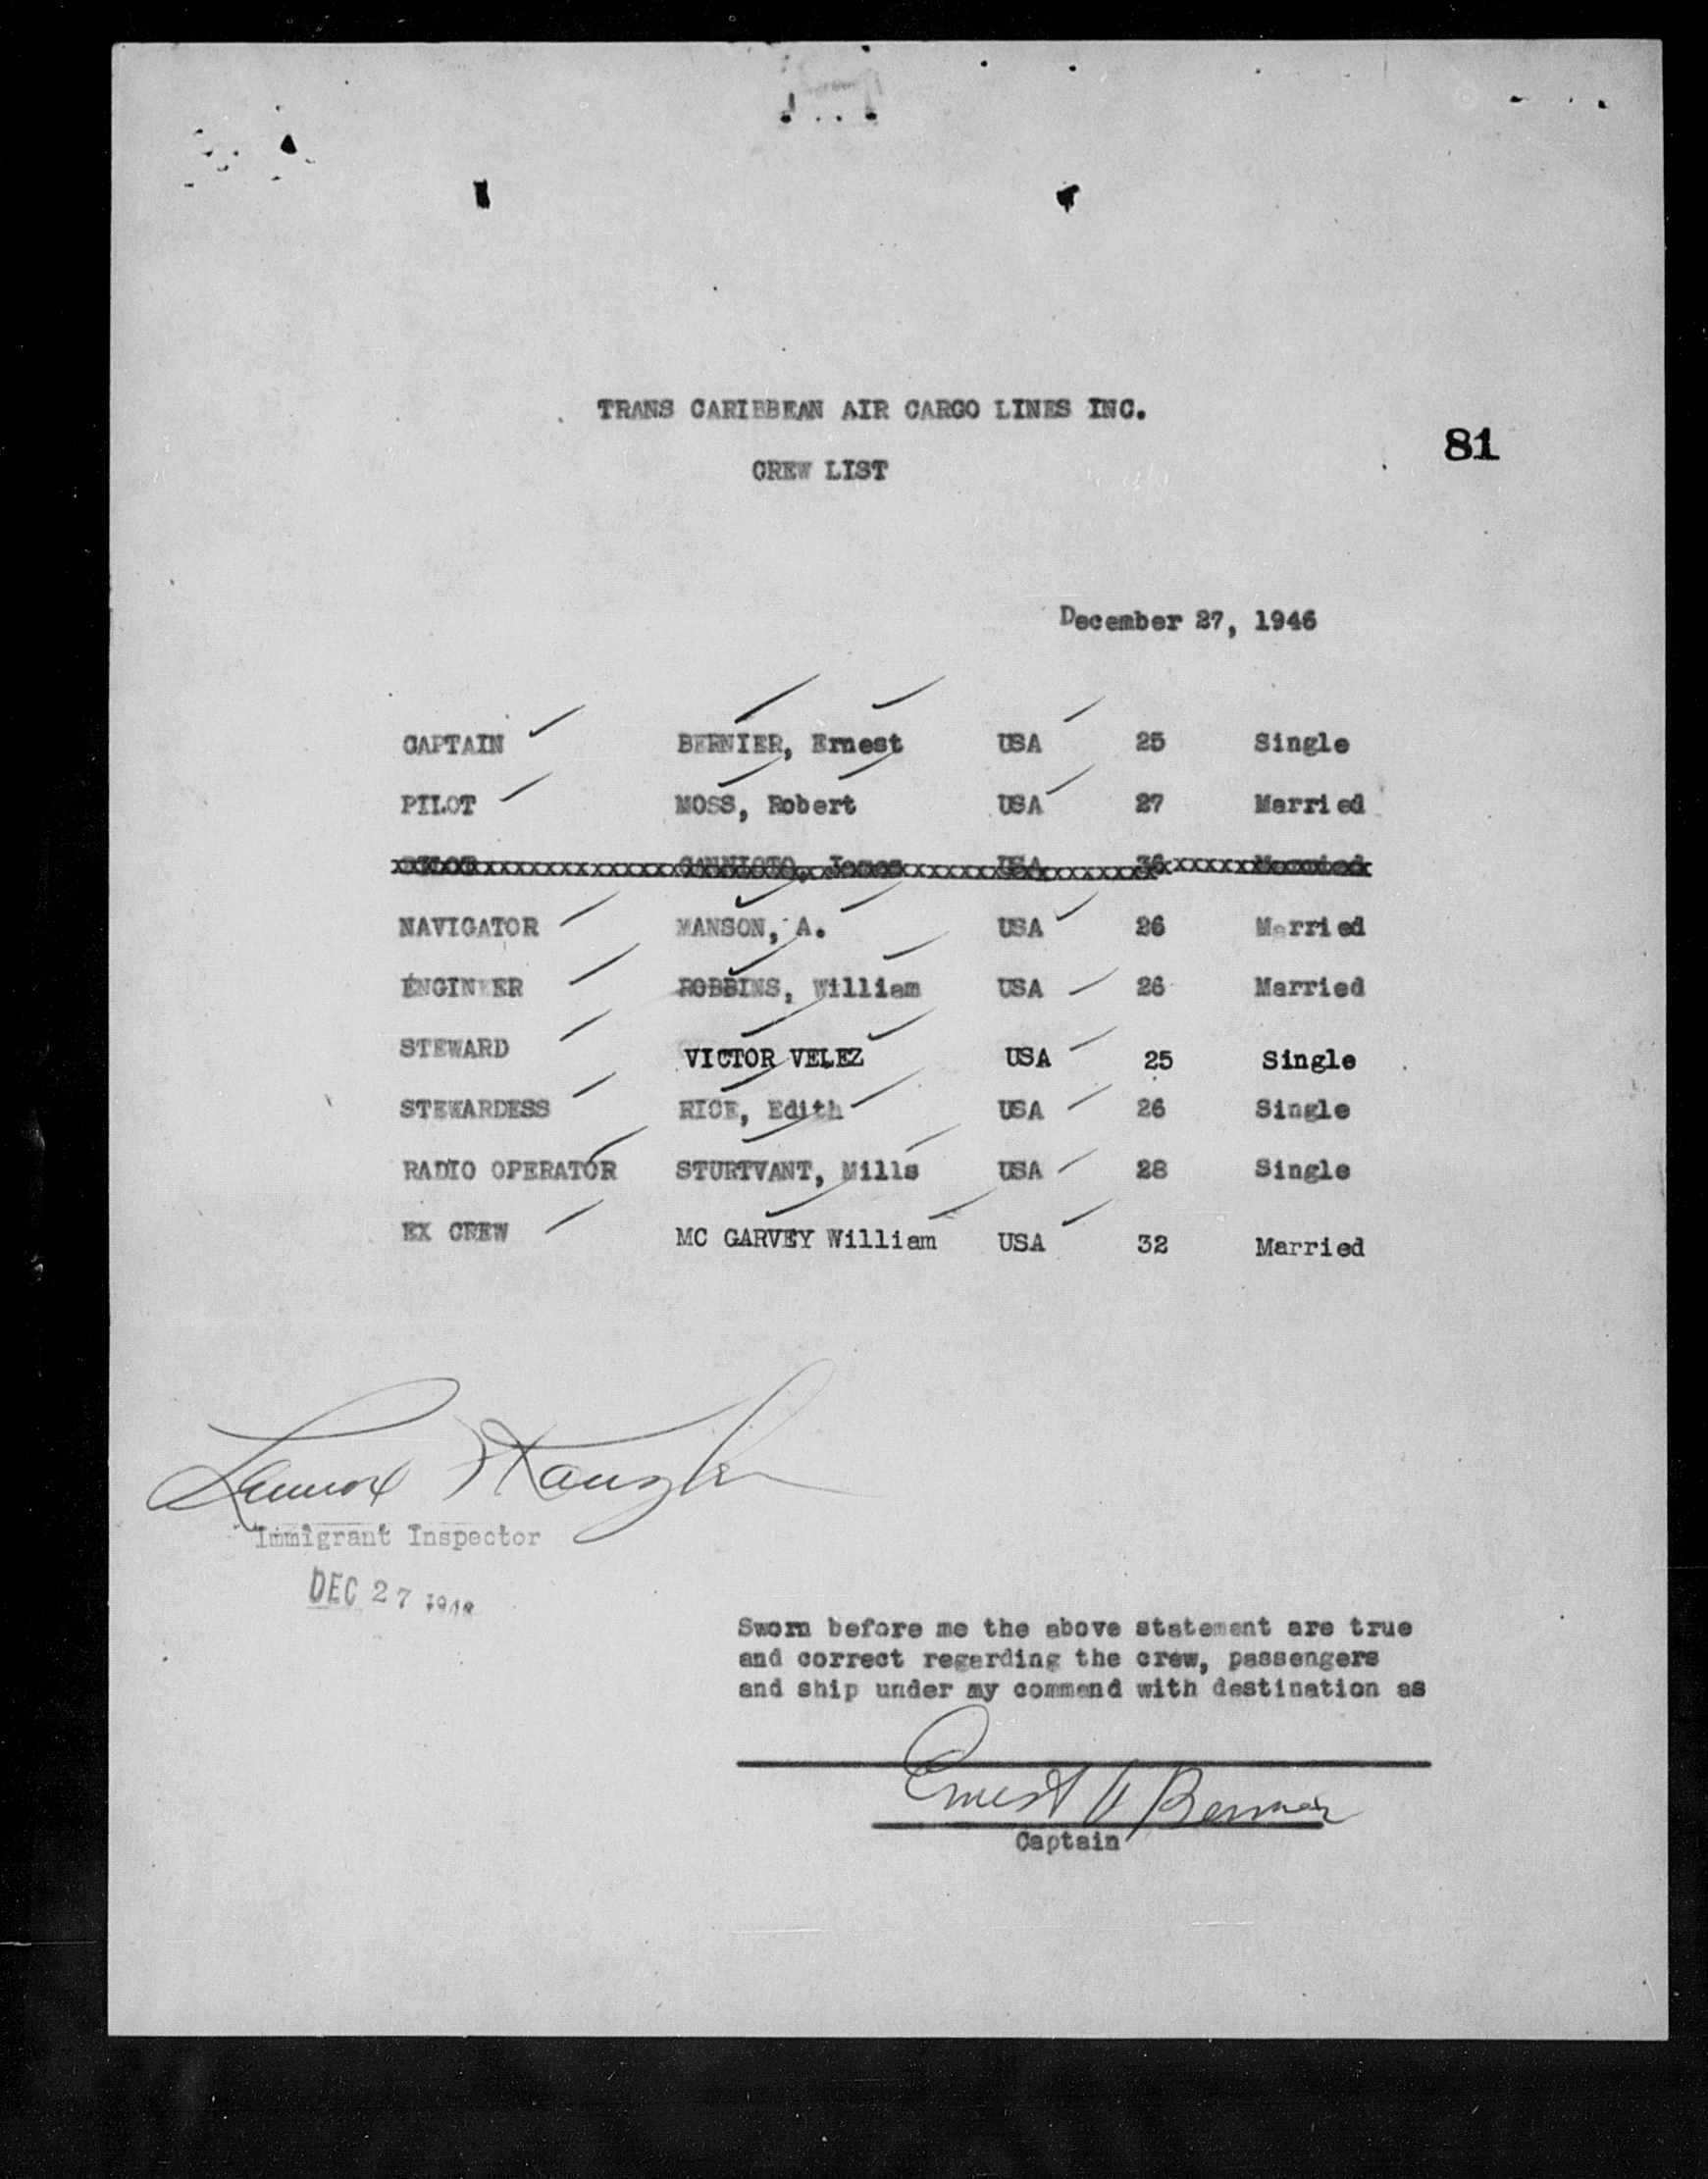 TRANS CARIBBEAN AIR CARGO LINES INC.
81
CREW LIST
December 27, 1946
CAPTAIN BERNIER, Ernest USA 25 Single
PILOT MOSS, Robert USA 27 Married
NAVIGATOR MANSON, A. USA 26 Married
ENGINEER ROBBINS, William USA 26 Married
STEWARD VICTOR VELEZ USA 25 Single
STEWARDESS RICE, Edith USA 26 Single
RADIO OPERATOR STURTVANT, Mills USA 28 Single
EX CREW MC GARVEY William USA 32 Married
Immigrant Inspector
DEC 27
Sworn before me the above statement are true
and correct regarding the crew, passengers
and ship under my command with destination as
Ernest
Captain